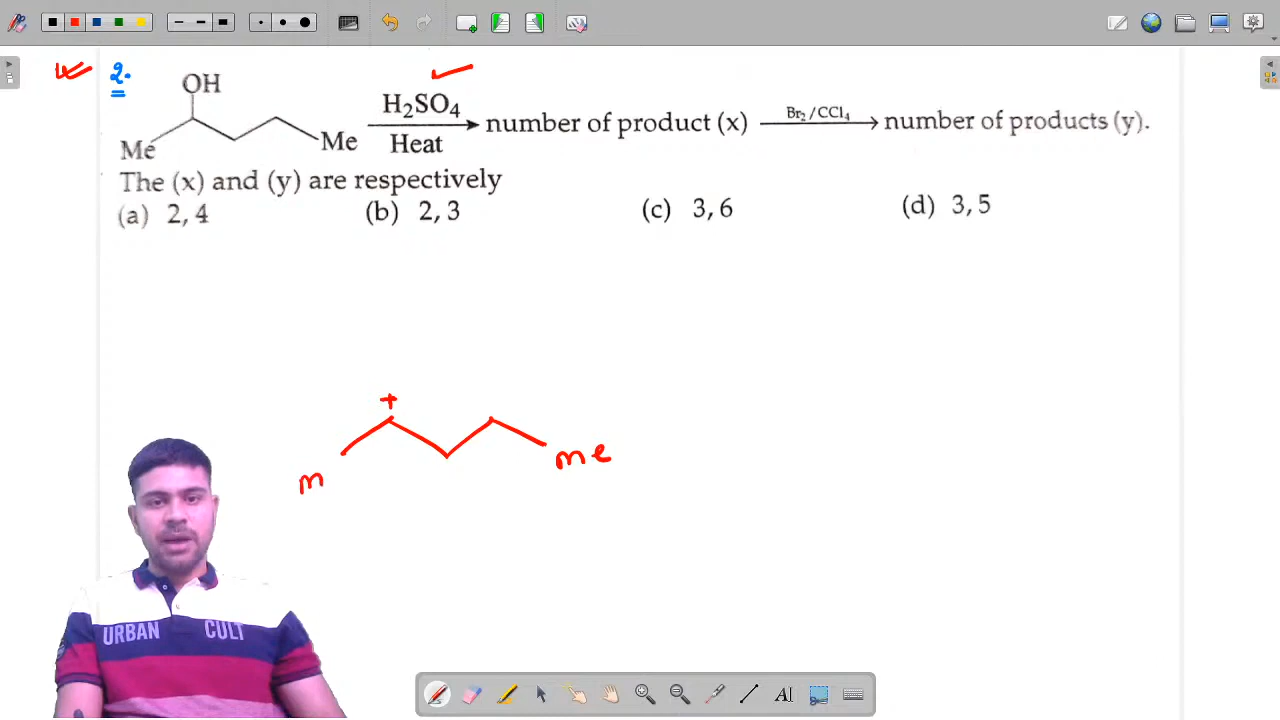 2.
OH
Me
Me
H₂SO₄
Heat
number of product (x)
Br₂/CCl₄
number of products (y).
The (x) and (y) are respectively
(a) 2, 4
(b) 2, 3
(c) 3, 6
(d) 3, 5
+
m
me
URBAN CULT
AI